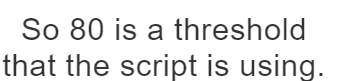 So 80 is a threshold
that the script is using.